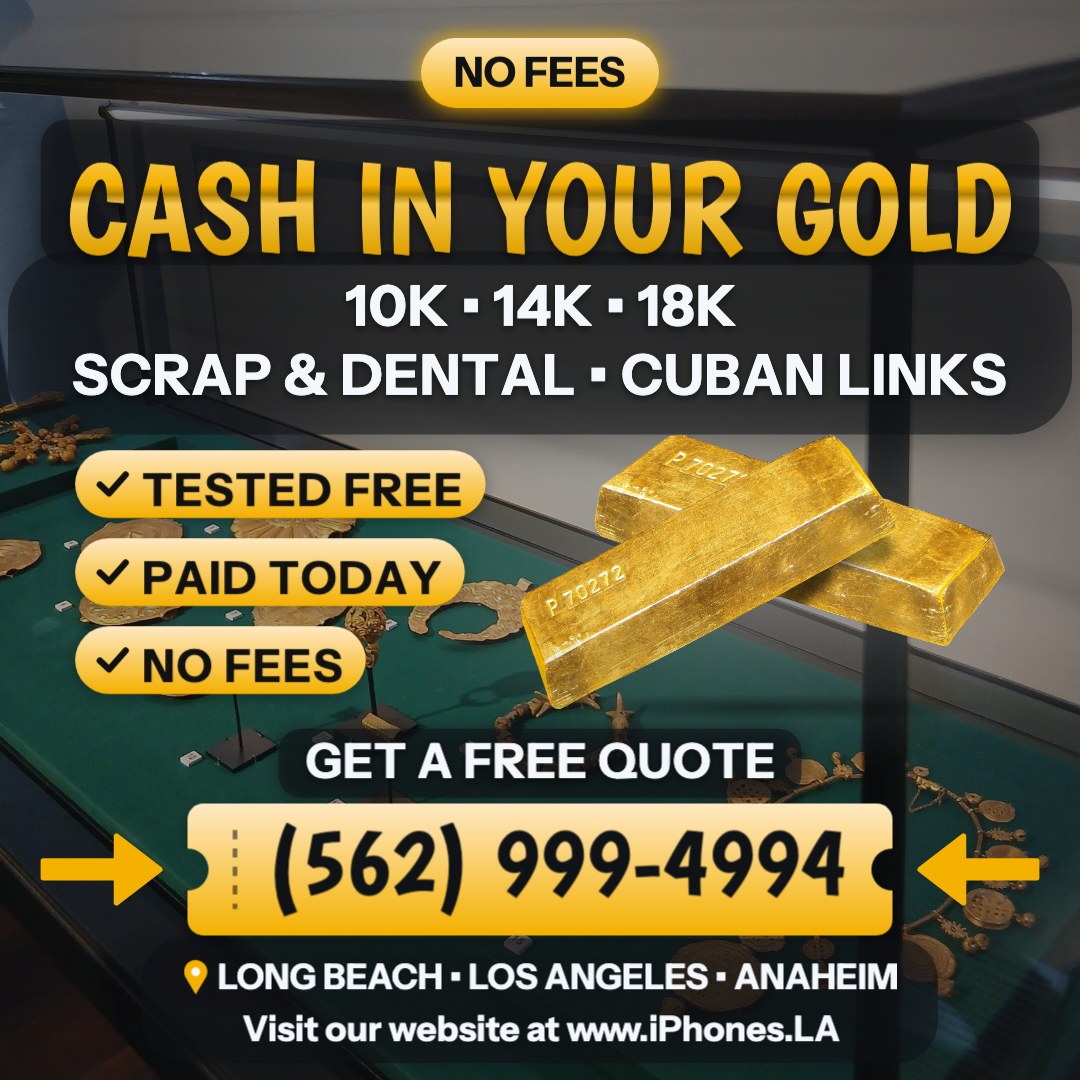 NO FEES
CASH IN YOUR GOLD
10K ▪ 14K ▪ 18K
SCRAP & DENTAL ▪ CUBAN LINKS
✓ TESTED FREE
✓ PAID TODAY
✓ NO FEES
P.7027
P 70272
GET A FREE QUOTE
(562) 999-4994
LONG BEACH ▪ LOS ANGELES ▪ ANAHEIM
Visit our website at www.iPhones.LA